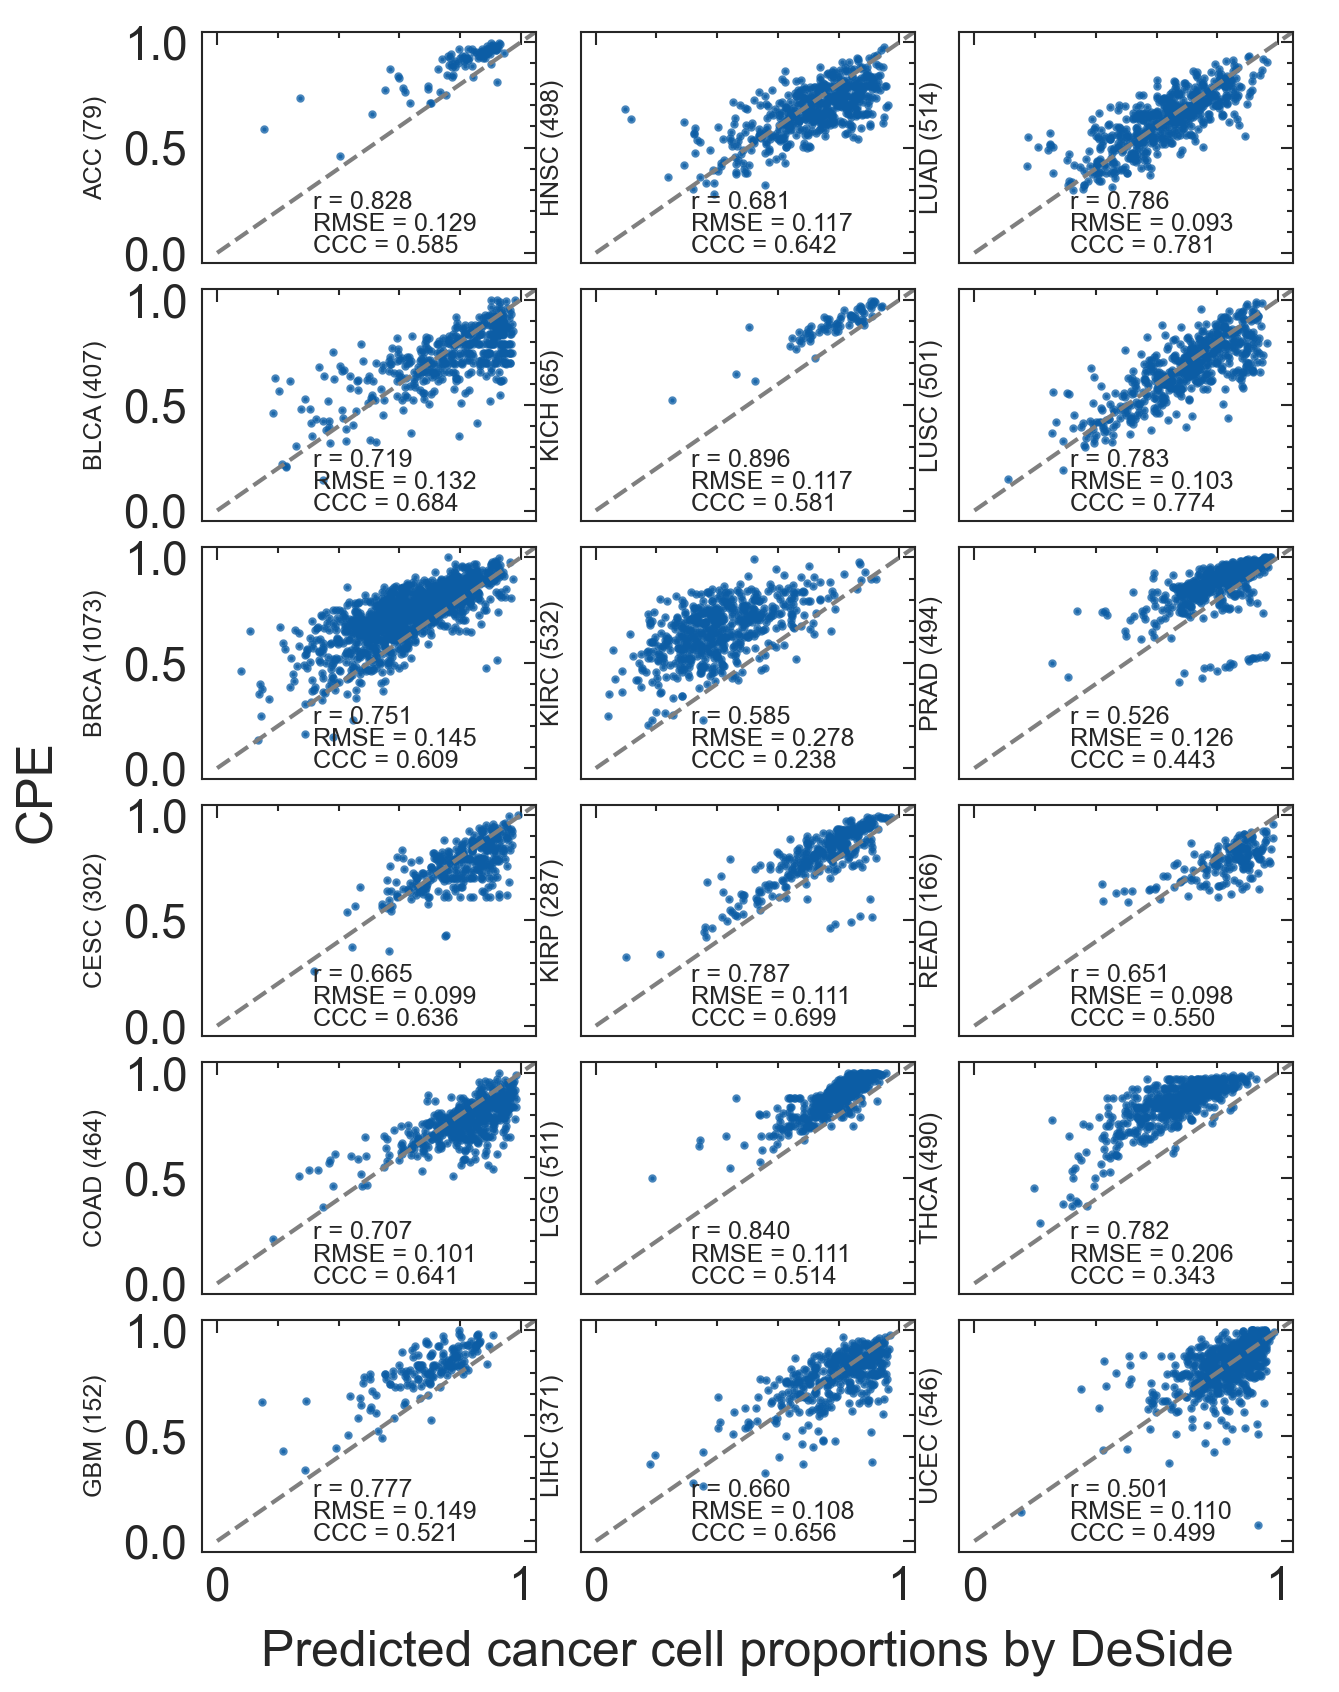 CPE
ACC (79)
1.0
0.5
0.0
r = 0.828
RMSE = 0.129
CCC = 0.585
HNSC (498)
r = 0.681
RMSE = 0.117
CCC = 0.642
LUAD (514)
r = 0.786
RMSE = 0.093
CCC = 0.781
BLCA (407)
1.0
0.5
0.0
r = 0.719
RMSE = 0.132
CCC = 0.684
KICH (65)
r = 0.896
RMSE = 0.117
CCC = 0.581
LUSC (501)
r = 0.783
RMSE = 0.103
CCC = 0.774
BRCA (1073)
1.0
0.5
0.0
r = 0.751
RMSE = 0.145
CCC = 0.609
KIRC (532)
r = 0.585
RMSE = 0.278
CCC = 0.238
PRAD (494)
r = 0.526
RMSE = 0.126
CCC = 0.443
CESC (302)
1.0
0.5
0.0
r = 0.665
RMSE = 0.099
CCC = 0.636
KIRP (287)
r = 0.787
RMSE = 0.111
CCC = 0.699
READ (166)
r = 0.651
RMSE = 0.098
CCC = 0.550
COAD (464)
1.0
0.5
0.0
r = 0.707
RMSE = 0.101
CCC = 0.641
LGG (511)
r = 0.840
RMSE = 0.111
CCC = 0.514
THCA (490)
r = 0.782
RMSE = 0.206
CCC = 0.343
GBM (152)
1.0
0.5
0.0
r = 0.777
RMSE = 0.149
CCC = 0.521
LIHC (371)
r = 0.660
RMSE = 0.108
CCC = 0.656
UCEC (546)
r = 0.501
RMSE = 0.110
CCC = 0.499
0 1 0 1 0 1
Predicted cancer cell proportions by DeSide